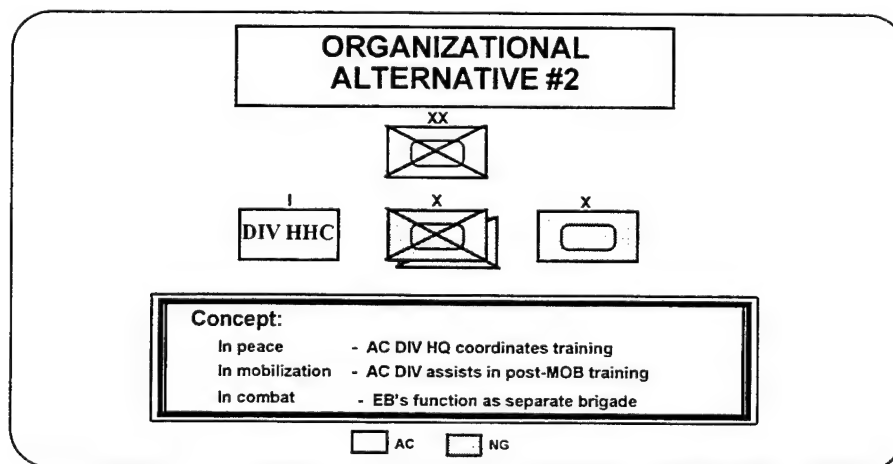 ORGANIZATIONAL
ALTERNATIVE #2
XX
I X X
DIV HHC
Concept:
In peace - AC DIV HQ coordinates training
In mobilization - AC DIV assists in post-MOB training
In combat - EB's function as separate brigade
AC NG